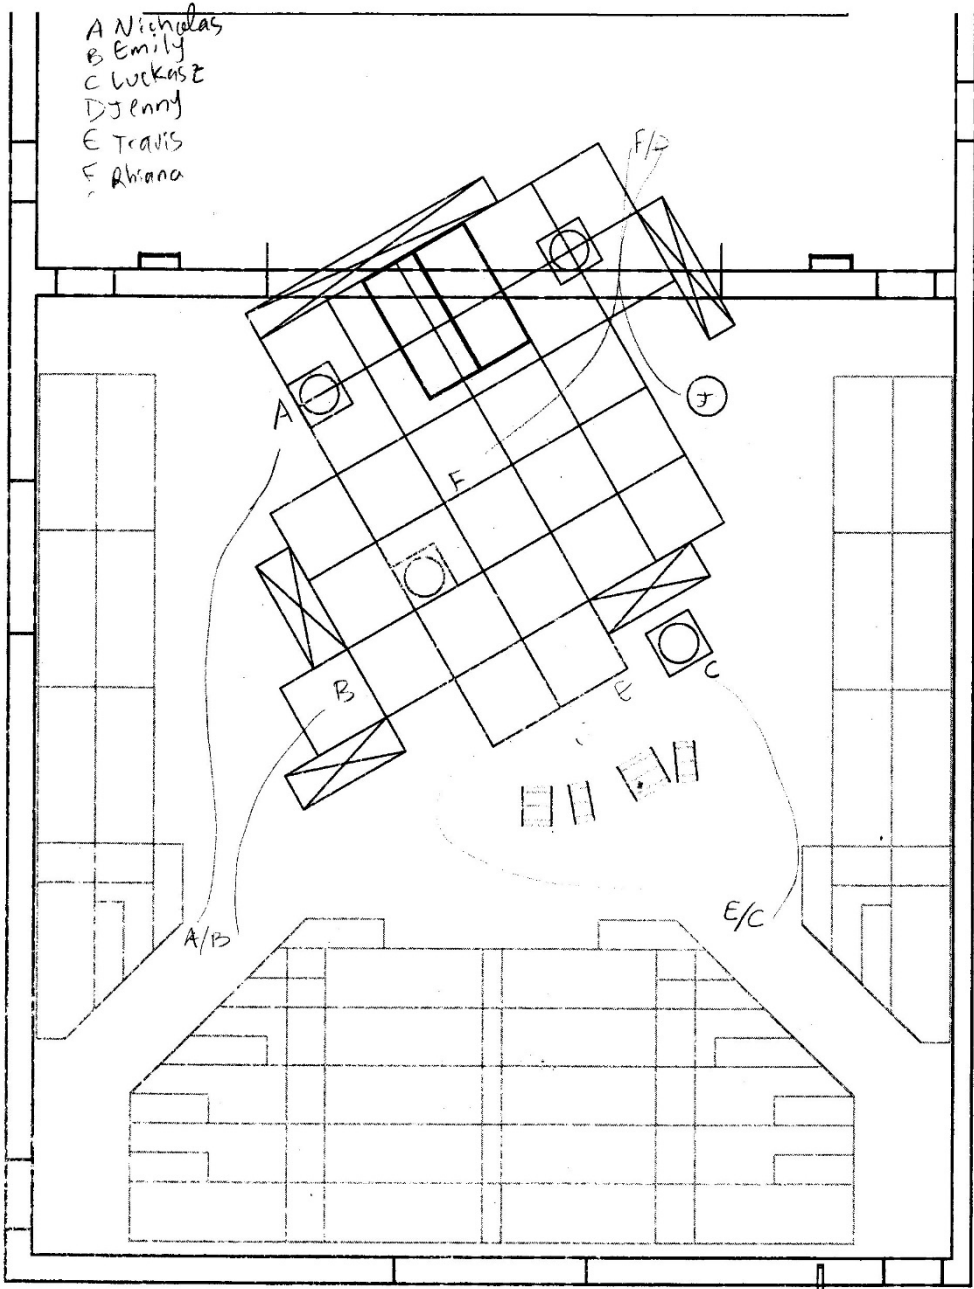 A Nicholas
B Emily
C Luckasz
D Jenny
E Travis
F Rhiana
F/D
A
F
B
E
C
A/B
E/C